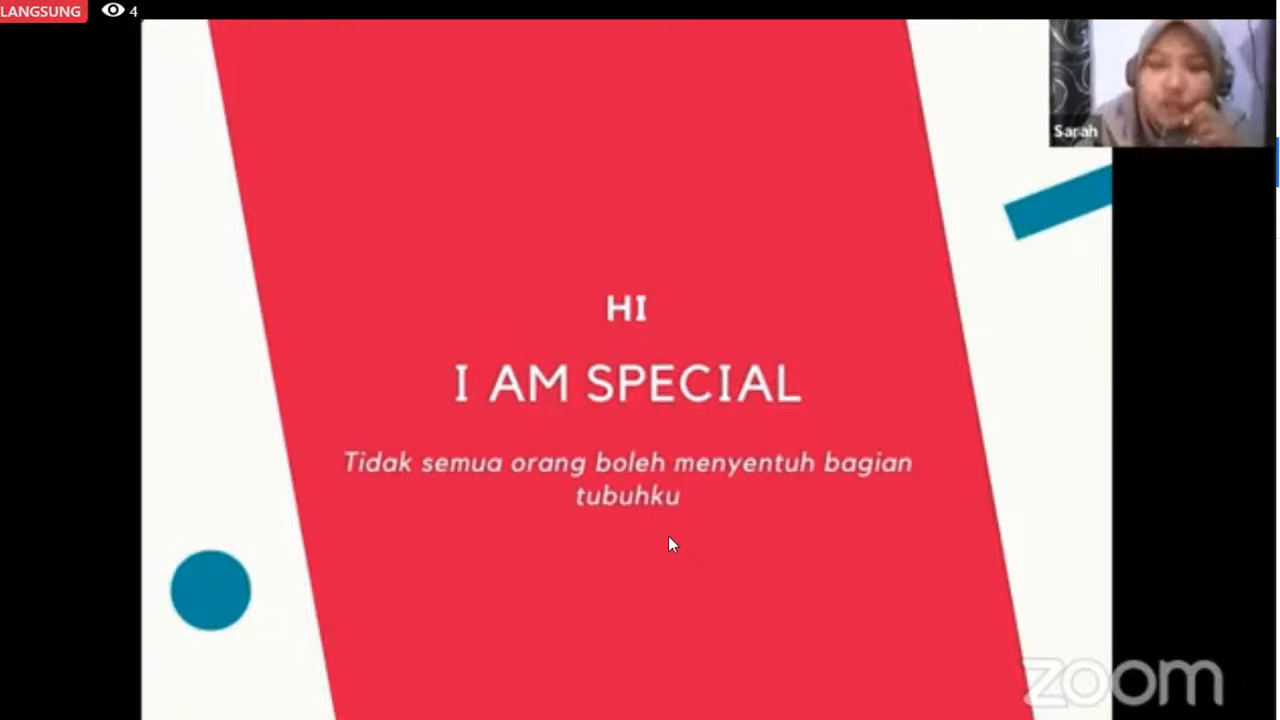 LANGSUNG 4
Sarah
HI
I AM SPECIAL
Tidak semua orang boleh menyentuh bagian
tubuhku
zoom